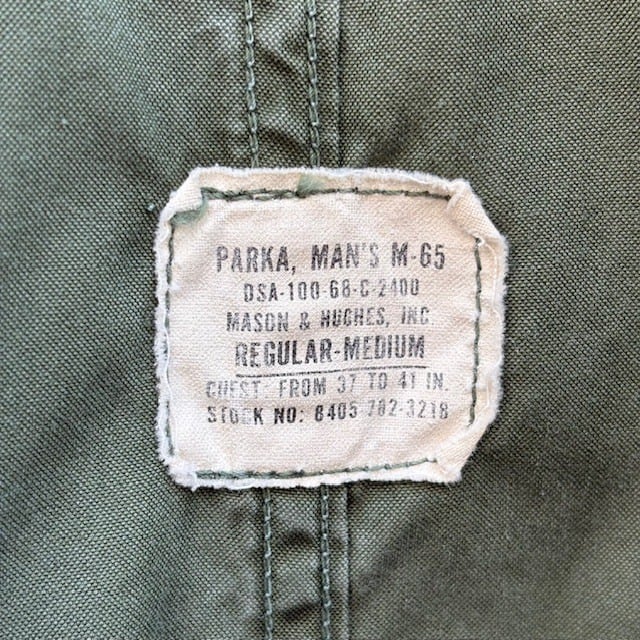 PARKA, MAN'S M-65
DSA-100-68-C-2400
MASON & HUGHES, INC
REGULAR-MEDIUM
CHEST: FROM 37 TO 41 IN.
STOCK NO: 8405-782-3218